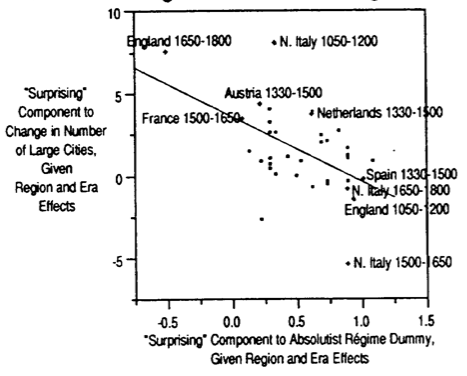 10
England 1650-1800
N. Italy 1050-1200
5
Austria 1330-1500
Netherlands 1330-1500
France 1500-1650
"Surprising"
Component to
Change in Number
of Large Cities,
Given
Region and Era
Effects
0
Spain 1330-1500
N. Italy 1650-1800
England 1050-1200
-5
N. Italy 1500-1650
-0.5
0.0
0.5
1.0
1.5
"Surprising" Component to Absolutist Régime Dummy,
Given Region and Era Effects